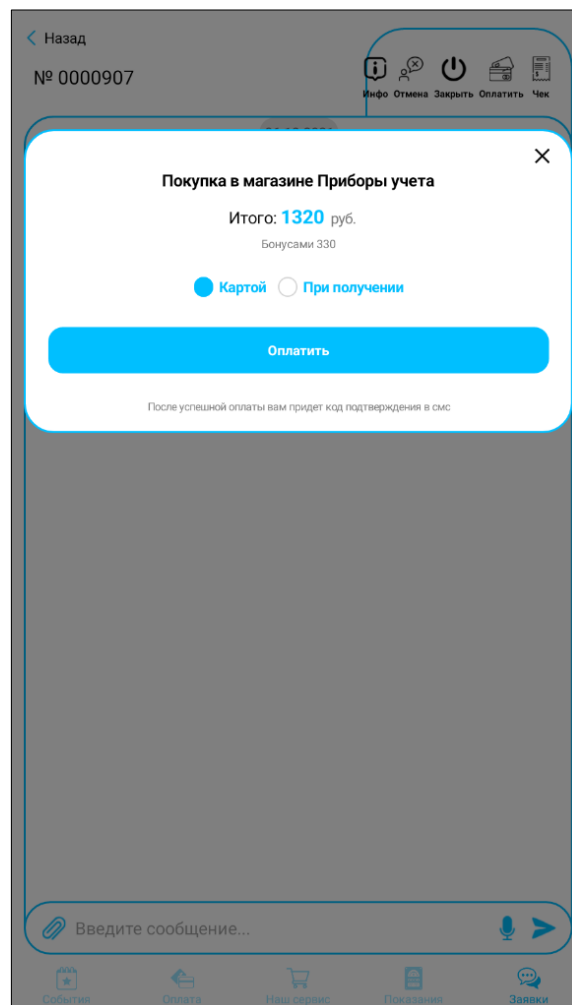 Назад
№ 0000907
Инфо Отмена Закрыть Оплатить Чек
Покупка в магазине Приборы учета
Итого: 1320 руб.
Бонусами 330
Картой При получении
Оплатить
После успешной оплаты вам придет код подтверждения в смс
Введите сообщение...
События Оплата Наш сервис Показания Заявки